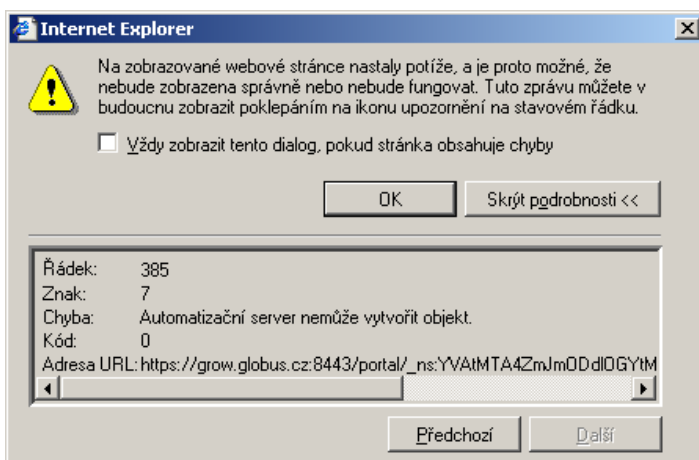 Internet Explorer
Na zobrazované webové stránce nastaly potíže, a je proto možné, že
nebude zobrazena správně nebo nebude fungovat. Tuto zprávu můžete v
budoucnu zobrazit poklepáním na ikonu upozornění na stavovém řádku.
Vždy zobrazit tento dialog, pokud stránka obsahuje chyby
OK Skrýt podrobnosti <<
Řádek: 385
Znak: 7
Chyba: Automatizační server nemůže vytvořit objekt.
Kód: 0
Adresa URL: https://grow.globus.cz:8443/portal/_ns:YVAtMTA4ZmJmODdlOGYtM
Předchozí Další